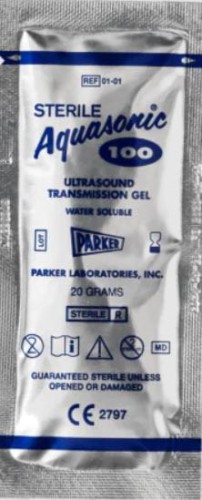 REF 01-01
STERILE
Aquasonic®
100
ULTRASOUND
TRANSMISSION GEL
WATER SOLUBLE
LOT
PARKER
PARKER LABORATORIES, INC.
20 GRAMS
STERILE R
MD
GUARANTEED STERILE UNLESS
OPENED OR DAMAGED
CE 2797